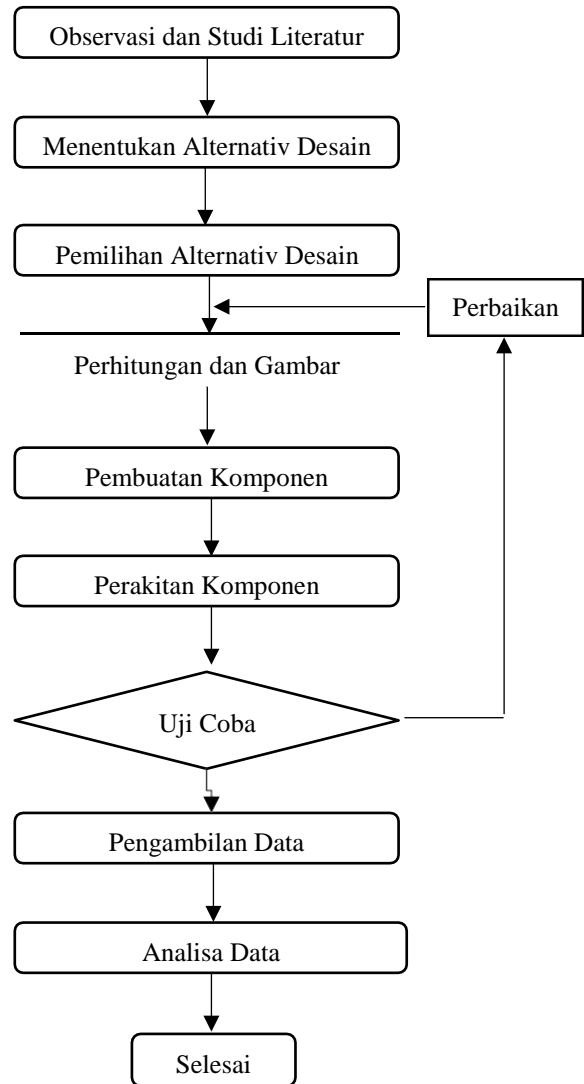 Observasi dan Studi Literatur
Menentukan Alternativ Desain
Pemilihan Alternativ Desain
Perbaikan
Perhitungan dan Gambar
Pembuatan Komponen
Perakitan Komponen
Uji Coba
Pengambilan Data
Analisa Data
Selesai